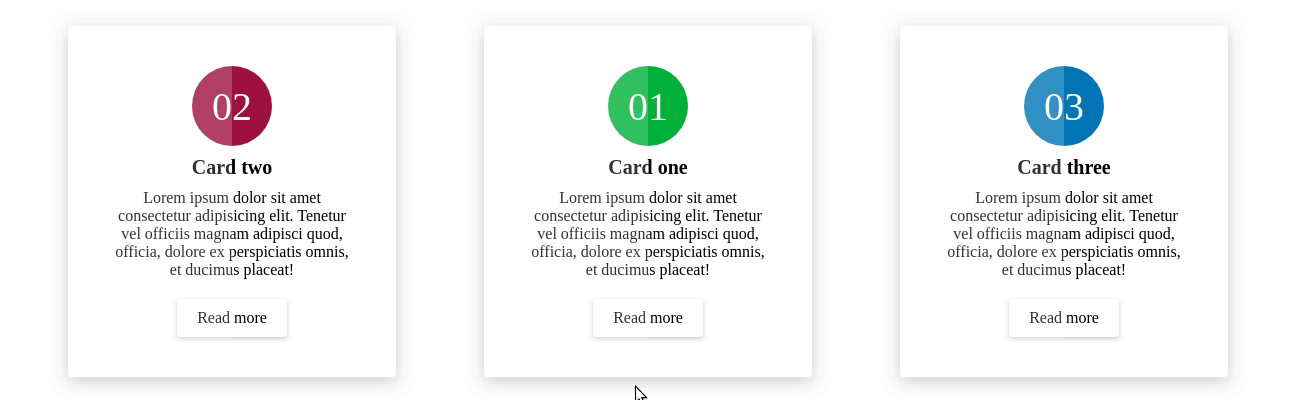 02
Card two
Lorem ipsum dolor sit amet
consectetur adipisicing elit. Tenetur
vel officiis magnam adipisci quod,
officia, dolore ex perspiciatis omnis,
et ducimus placeat!
Read more
01
Card one
Lorem ipsum dolor sit amet
consectetur adipisicing elit. Tenetur
vel officiis magnam adipisci quod,
officia, dolore ex perspiciatis omnis,
et ducimus placeat!
Read more
03
Card three
Lorem ipsum dolor sit amet
consectetur adipisicing elit. Tenetur
vel officiis magnam adipisci quod,
officia, dolore ex perspiciatis omnis,
et ducimus placeat!
Read more